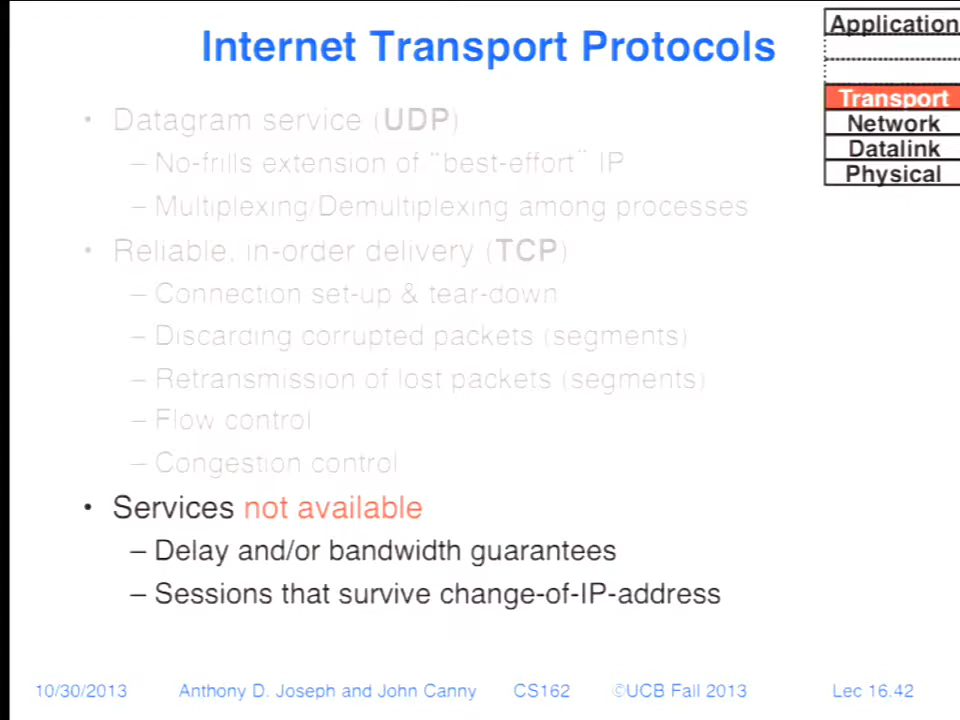 Internet Transport Protocols
Application
Transport
Network
Datalink
Physical
• Datagram service (UDP)
– No-frills extension of "best-effort" IP
– Multiplexing/Demultiplexing among processes
• Reliable, in-order delivery (TCP)
– Connection set-up & tear-down
– Discarding corrupted packets (segments)
– Retransmission of lost packets (segments)
– Flow control
– Congestion control
• Services not available
– Delay and/or bandwidth guarantees
– Sessions that survive change-of-IP-address
10/30/2013 Anthony D. Joseph and John Canny CS162 ©UCB Fall 2013 Lec 16.42